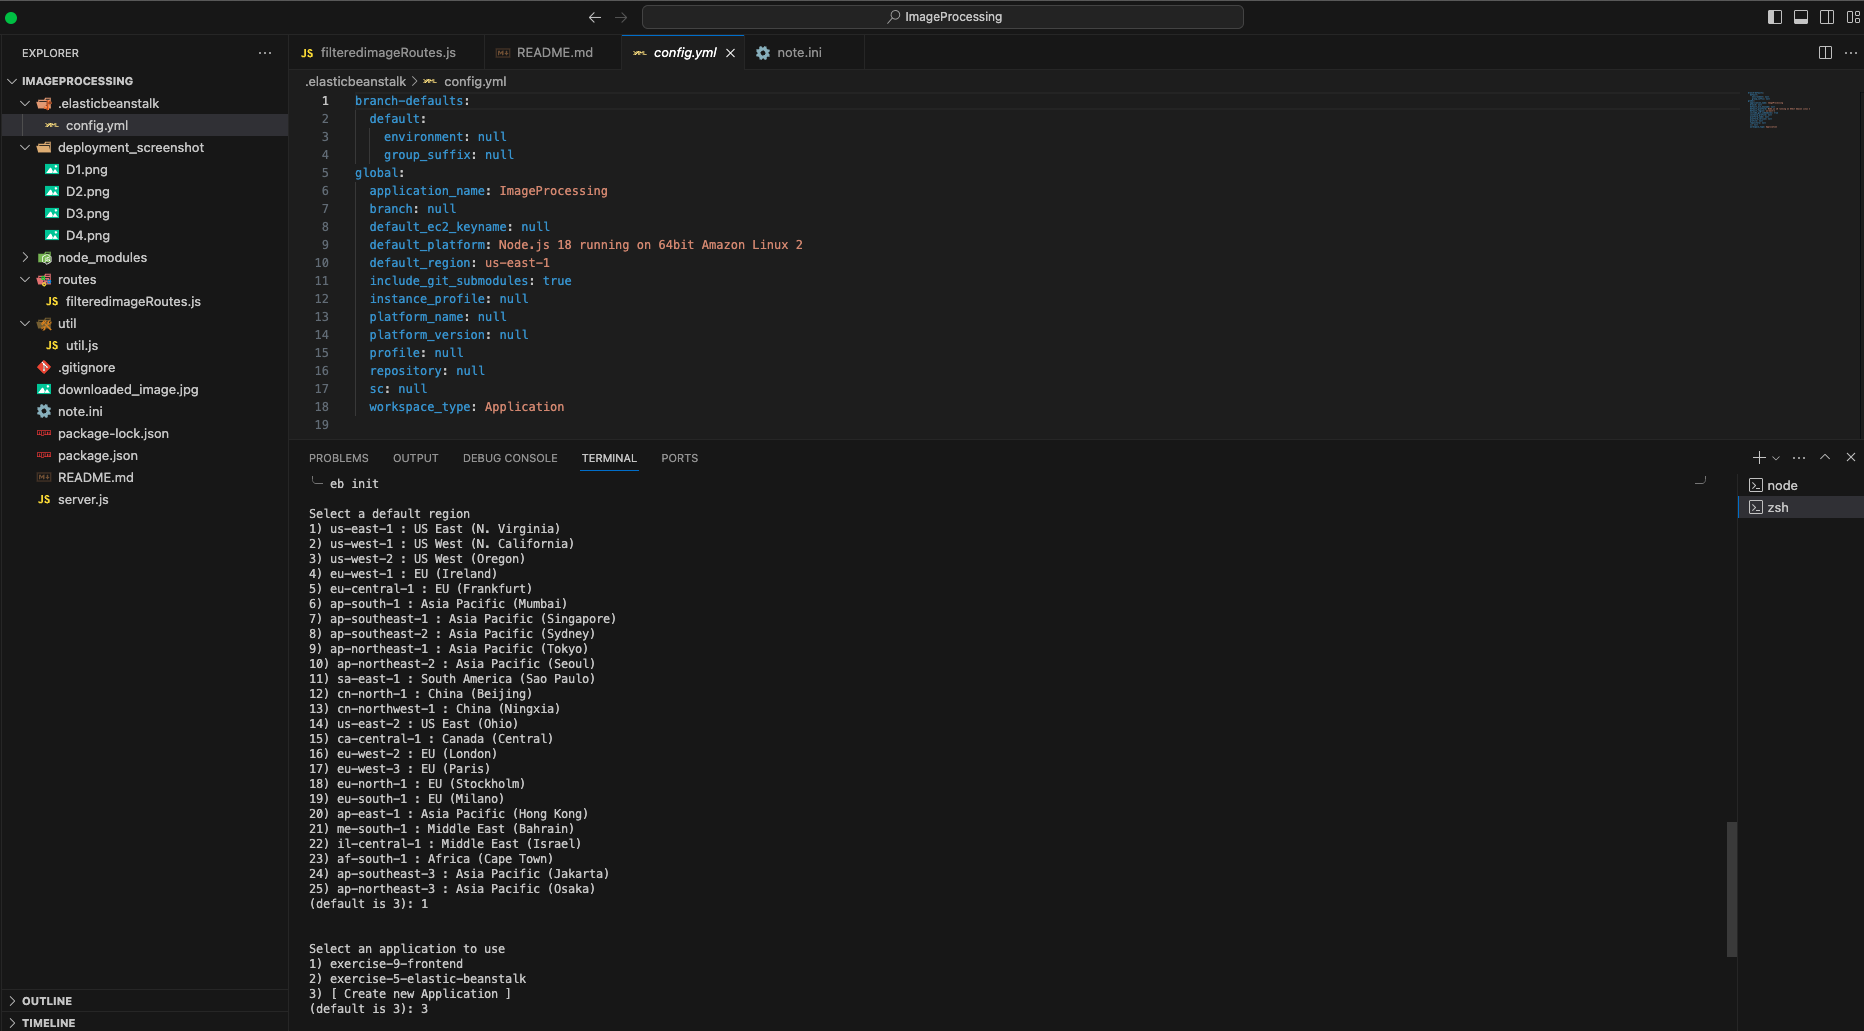 ImageProcessing
EXPLORER
IMAGEPROCESSING
.elasticbeanstalk
config.yml
deployment_screenshot
D1.png
D2.png
D3.png
D4.png
node_modules
routes
JS filteredimageRoutes.js
util
JS util.js
.gitignore
downloaded_image.jpg
note.ini
package-lock.json
package.json
README.md
JS server.js
OUTLINE
TIMELINE
JS filteredimageRoutes.js
README.md
config.yml
note.ini
.elasticbeanstalk > config.yml
1 branch-defaults:
2 default:
3 environment: null
4 group_suffix: null
5 global:
6 application_name: ImageProcessing
7 branch: null
8 default_ec2_keyname: null
9 default_platform: Node.js 18 running on 64bit Amazon Linux 2
10 default_region: us-east-1
11 include_git_submodules: true
12 instance_profile: null
13 platform_name: null
14 platform_version: null
15 profile: null
16 repository: null
17 sc: null
18 workspace_type: Application
19
PROBLEMS OUTPUT DEBUG CONSOLE TERMINAL PORTS
eb init
Select a default region
1) us-east-1 : US East (N. Virginia)
2) us-west-1 : US West (N. California)
3) us-west-2 : US West (Oregon)
4) eu-west-1 : EU (Ireland)
5) eu-central-1 : EU (Frankfurt)
6) ap-south-1 : Asia Pacific (Mumbai)
7) ap-southeast-1 : Asia Pacific (Singapore)
8) ap-southeast-2 : Asia Pacific (Sydney)
9) ap-northeast-1 : Asia Pacific (Tokyo)
10) ap-northeast-2 : Asia Pacific (Seoul)
11) sa-east-1 : South America (Sao Paulo)
12) cn-north-1 : China (Beijing)
13) cn-northwest-1 : China (Ningxia)
14) us-east-2 : US East (Ohio)
15) ca-central-1 : Canada (Central)
16) eu-west-2 : EU (London)
17) eu-west-3 : EU (Paris)
18) eu-north-1 : EU (Stockholm)
19) eu-south-1 : EU (Milano)
20) ap-east-1 : Asia Pacific (Hong Kong)
21) me-south-1 : Middle East (Bahrain)
22) il-central-1 : Middle East (Israel)
23) af-south-1 : Africa (Cape Town)
24) ap-southeast-3 : Asia Pacific (Jakarta)
25) ap-northeast-3 : Asia Pacific (Osaka)
(default is 3): 1
Select an application to use
1) exercise-9-frontend
2) exercise-5-elastic-beanstalk
3) [ Create new Application ]
(default is 3): 3
node
zsh